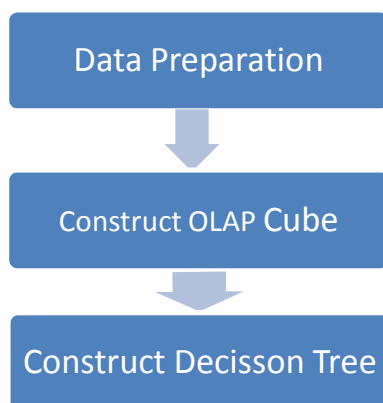 Data Preparation
Construct OLAP Cube
Construct Decisson Tree